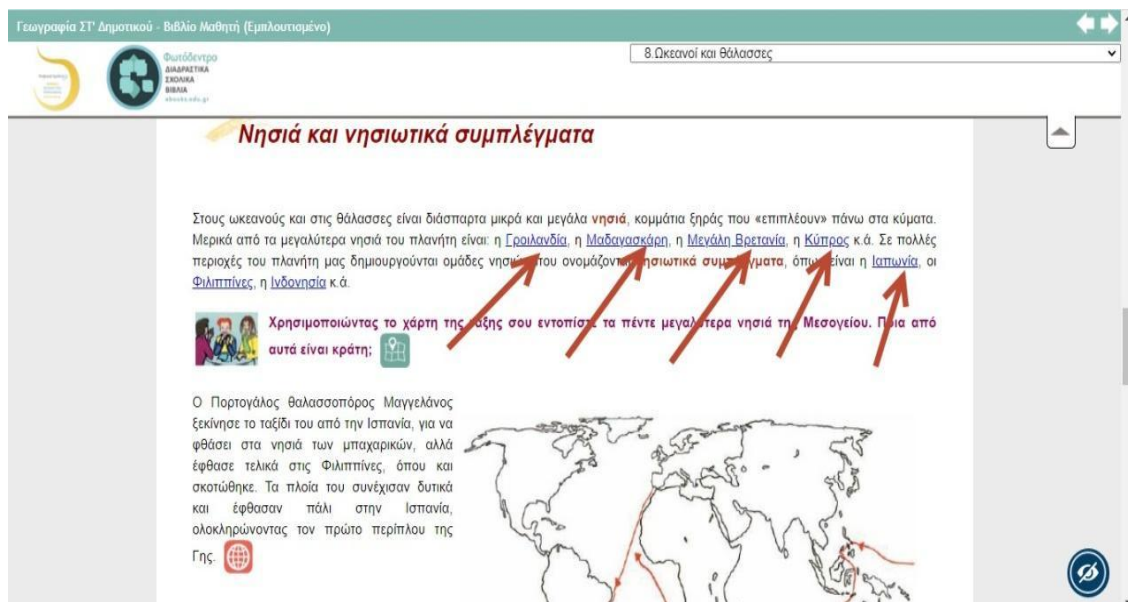 Γεωγραφία ΣΤ' Δημοτικού - Βιβλίο Μαθητή (Εμπλουτισμένο)
8.Ωκεανοί και θάλασσες
Φωτόδεντρο
ΔΙΑΔΡΑΣΤΙΚΑ
ΣΧΟΛΙΚΑ
ΒΙΒΛΙΑ
ebooks.edu.gr
Νησιά και νησιωτικά συμπλέγματα
Στους ωκεανούς και στις θάλασσες είναι διάσπαρτα μικρά και μεγάλα νησιά, κομμάτια ξηράς που «επιπλέουν» πάνω στα κύματα.
Μερικά από τα μεγαλύτερα νησιά του πλανήτη είναι: η Γροιλανδία, η Μαδαγασκάρη, η Μεγάλη Βρετανία, η Κύπρος κ.ά. Σε πολλές
περιοχές του πλανήτη μας δημιουργούνται ομάδες νησιών που ονομάζονται νησιωτικά συμπλέγματα, όπως είναι η Ιαπωνία, οι
Φιλιππίνες, η Ινδονησία κ.ά.
Χρησιμοποιώντας το χάρτη της τάξης σου εντοπίστε τα πέντε μεγαλύτερα νησιά της Μεσογείου. Ποια από
αυτά είναι κράτη;
Ο Πορτογάλος θαλασσοπόρος Μαγγελάνος
ξεκίνησε το ταξίδι του από την Ισπανία, για να
φθάσει στα νησιά των μπαχαρικών, αλλά
έφθασε τελικά στις Φιλιππίνες, όπου και
σκοτώθηκε. Τα πλοία του συνέχισαν δυτικά
και έφθασαν πάλι στην Ισπανία,
ολοκληρώνοντας τον πρώτο περίπλου της
Γης.